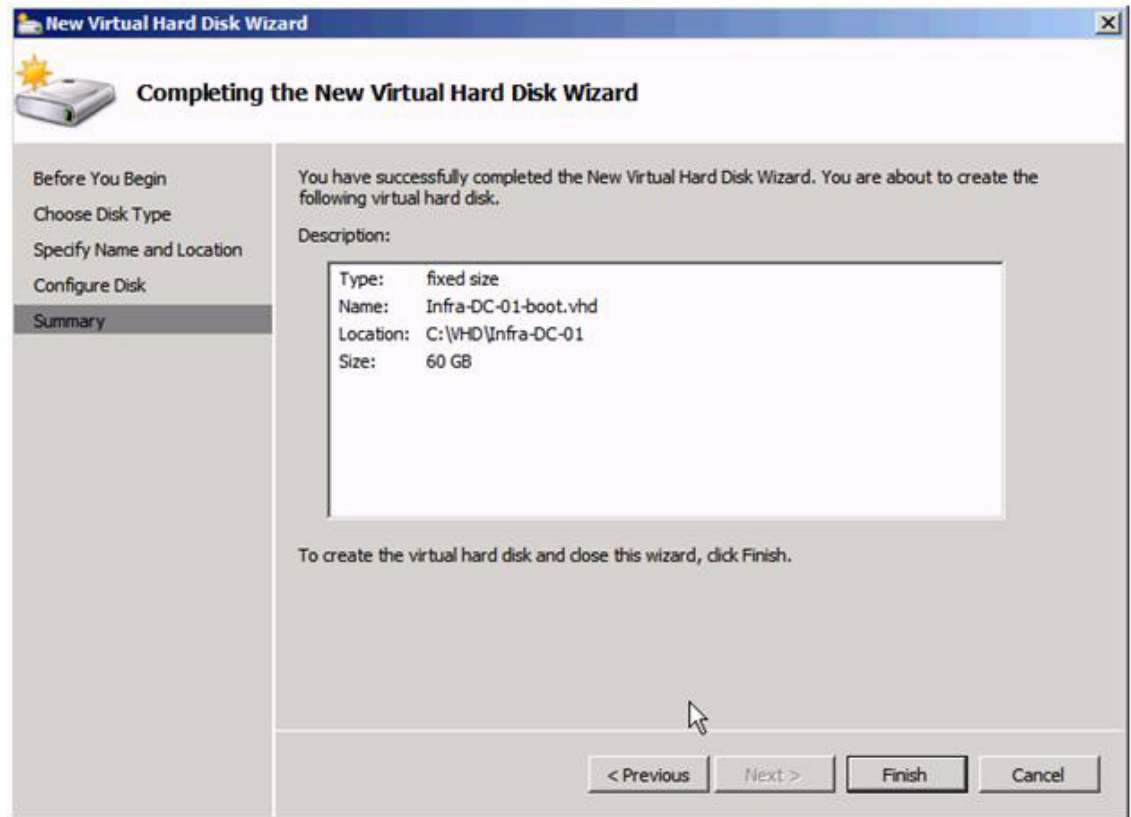 New Virtual Hard Disk Wizard
Completing the New Virtual Hard Disk Wizard
Before You Begin
Choose Disk Type
Specify Name and Location
Configure Disk
Summary
You have successfully completed the New Virtual Hard Disk Wizard. You are about to create the
following virtual hard disk.
Description:
Type: fixed size
Name: Infra-DC-01-boot.vhd
Location: C:\VHD\Infra-DC-01
Size: 60 GB
To create the virtual hard disk and close this wizard, click Finish.
< Previous Next > Finish Cancel